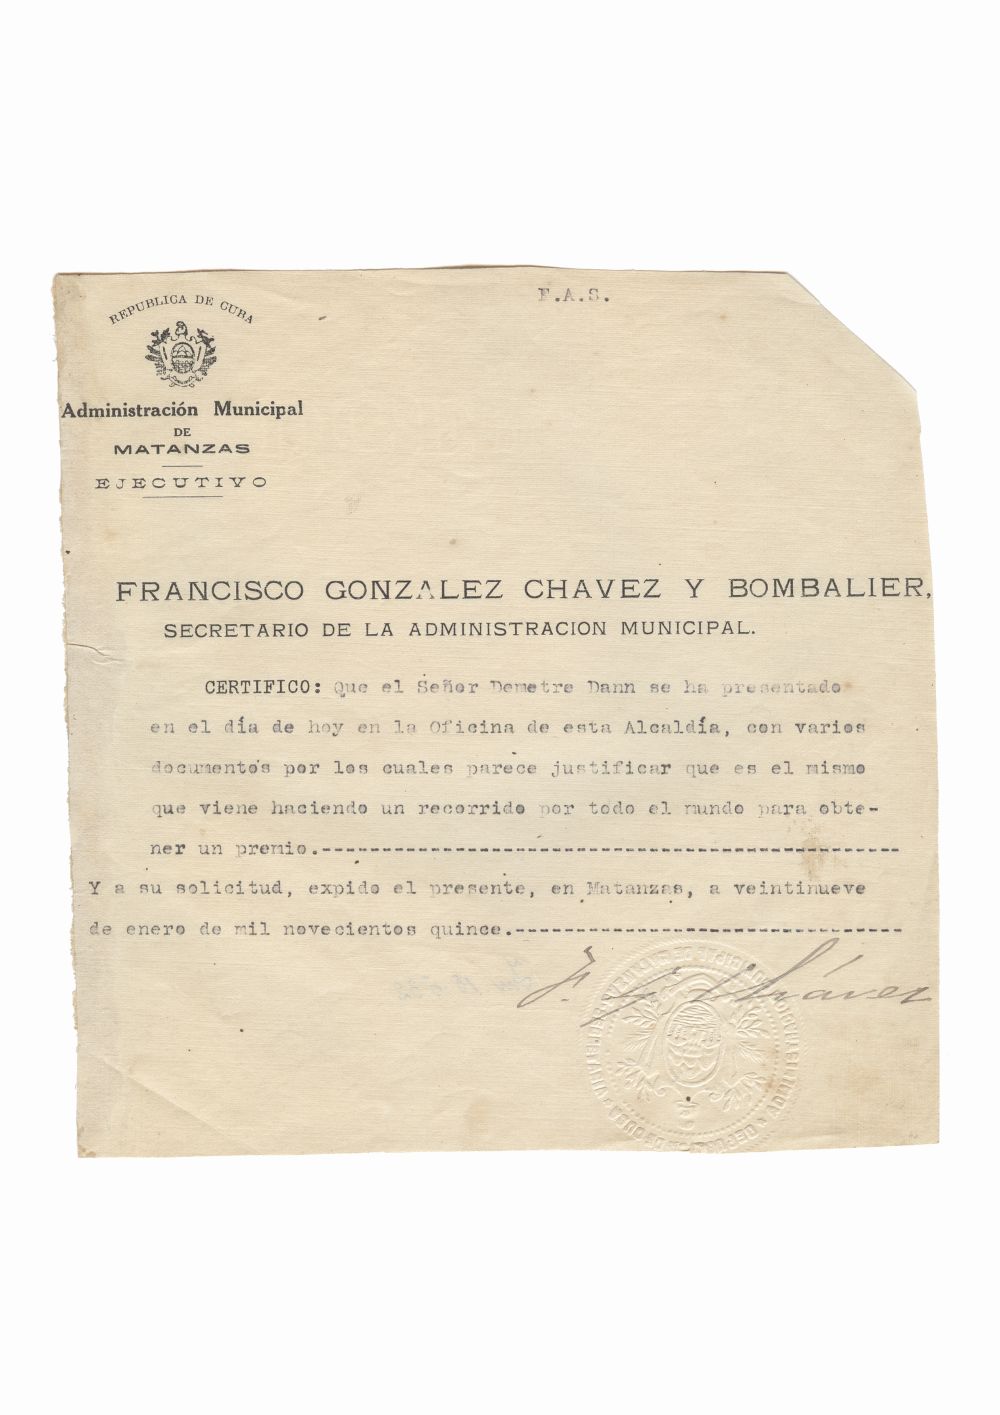 F.A.S.
REPUBLICA DE CUBA
Administración Municipal
DE
MATANZAS
EJECUTIVO
FRANCISCO GONZALEZ CHAVEZ Y BOMBALIER,
SECRETARIO DE LA ADMINISTRACION MUNICIPAL.
CERTIFICO: Que el Señor Demetre Dann se ha presentado
en el día de hoy en la Oficina de esta Alcaldía, con varios
documentos por los cuales parece justificar que es el mismo
que viene haciendo un recorrido por todo el mundo para obte-
ner un premio.------------------------------------------------
Y a su solicitud, expido el presente, en Matanzas, a veintinueve
de enero de mil novecientos quince.--------------------------------
F. G Chávez